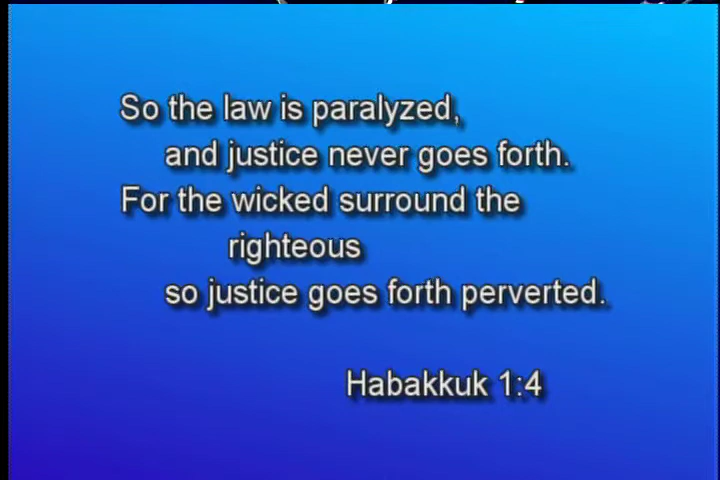 So the law is paralyzed,
and justice never goes forth.
For the wicked surround the
righteous
so justice goes forth perverted.
Habakkuk 1:4